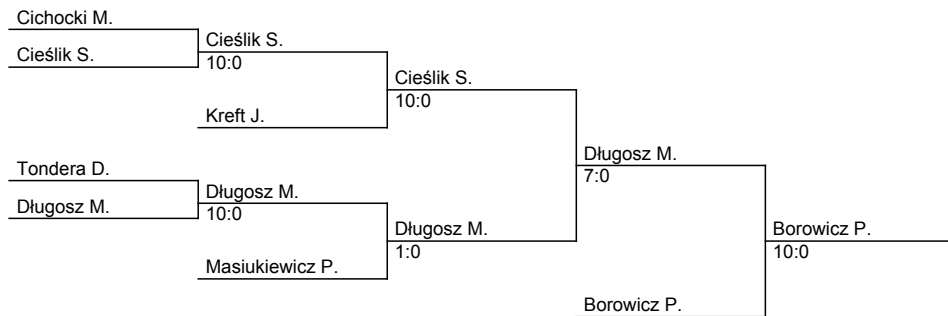 Cichocki M.
Cieślik S.
Cieślik S.
10:0
Kreft J.
Cieślik S.
10:0
Tondera D.
Długosz M.
Długosz M.
10:0
Masiukiewicz P.
Długosz M.
1:0
Długosz M.
7:0
Borowicz P.
Borowicz P.
10:0